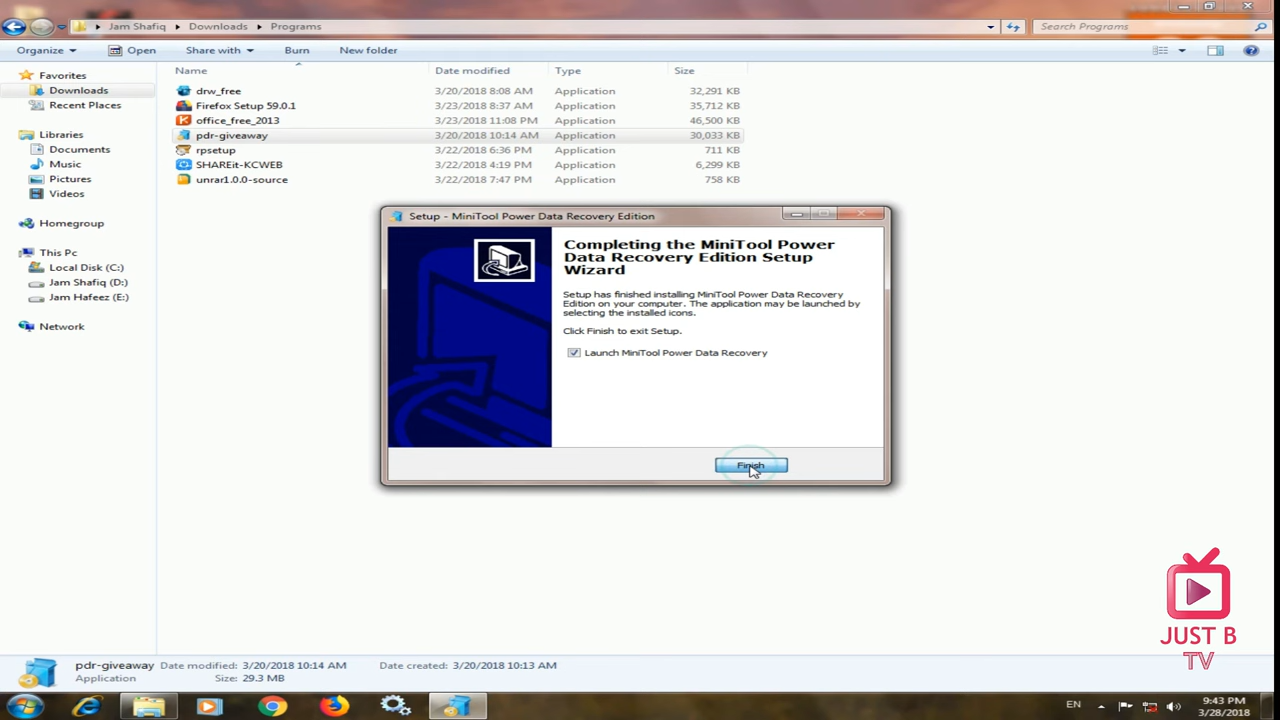 Jam Shafiq
Downloads
Programs
Search Programs
Organize
Open
Share with
Burn
New folder
Favorites
Downloads
Recent Places
Libraries
Documents
Music
Pictures
Videos
Homegroup
This Pc
Local Disk (C:)
Jam Shafiq (D:)
Jam Hafeez (E:)
Network
Name Date modified Type Size
drw_free 3/20/2018 8:08 AM Application 32,291 KB
Firefox Setup 59.0.1 3/23/2018 8:37 AM Application 35,712 KB
office_free_2013 3/23/2018 11:08 PM Application 46,500 KB
pdr-giveaway 3/20/2018 10:14 AM Application 30,033 KB
rpsetup 3/22/2018 6:36 PM Application 711 KB
SHAREit-KCWEB 3/22/2018 4:19 PM Application 6,299 KB
unrar1.0.0-source 3/22/2018 7:47 PM Application 758 KB
Setup - MiniTool Power Data Recovery Edition
Completing the MiniTool Power
Data Recovery Edition Setup
Wizard
Setup has finished installing MiniTool Power Data Recovery
Edition on your computer. The application may be launched by
selecting the installed icons.
Click Finish to exit Setup.
Launch MiniTool Power Data Recovery
Finish
JUST B
TV
pdr-giveaway Date modified: 3/20/2018 10:14 AM Date created: 3/20/2018 10:13 AM
Application Size: 29.3 MB
EN
9:43 PM
3/28/2018